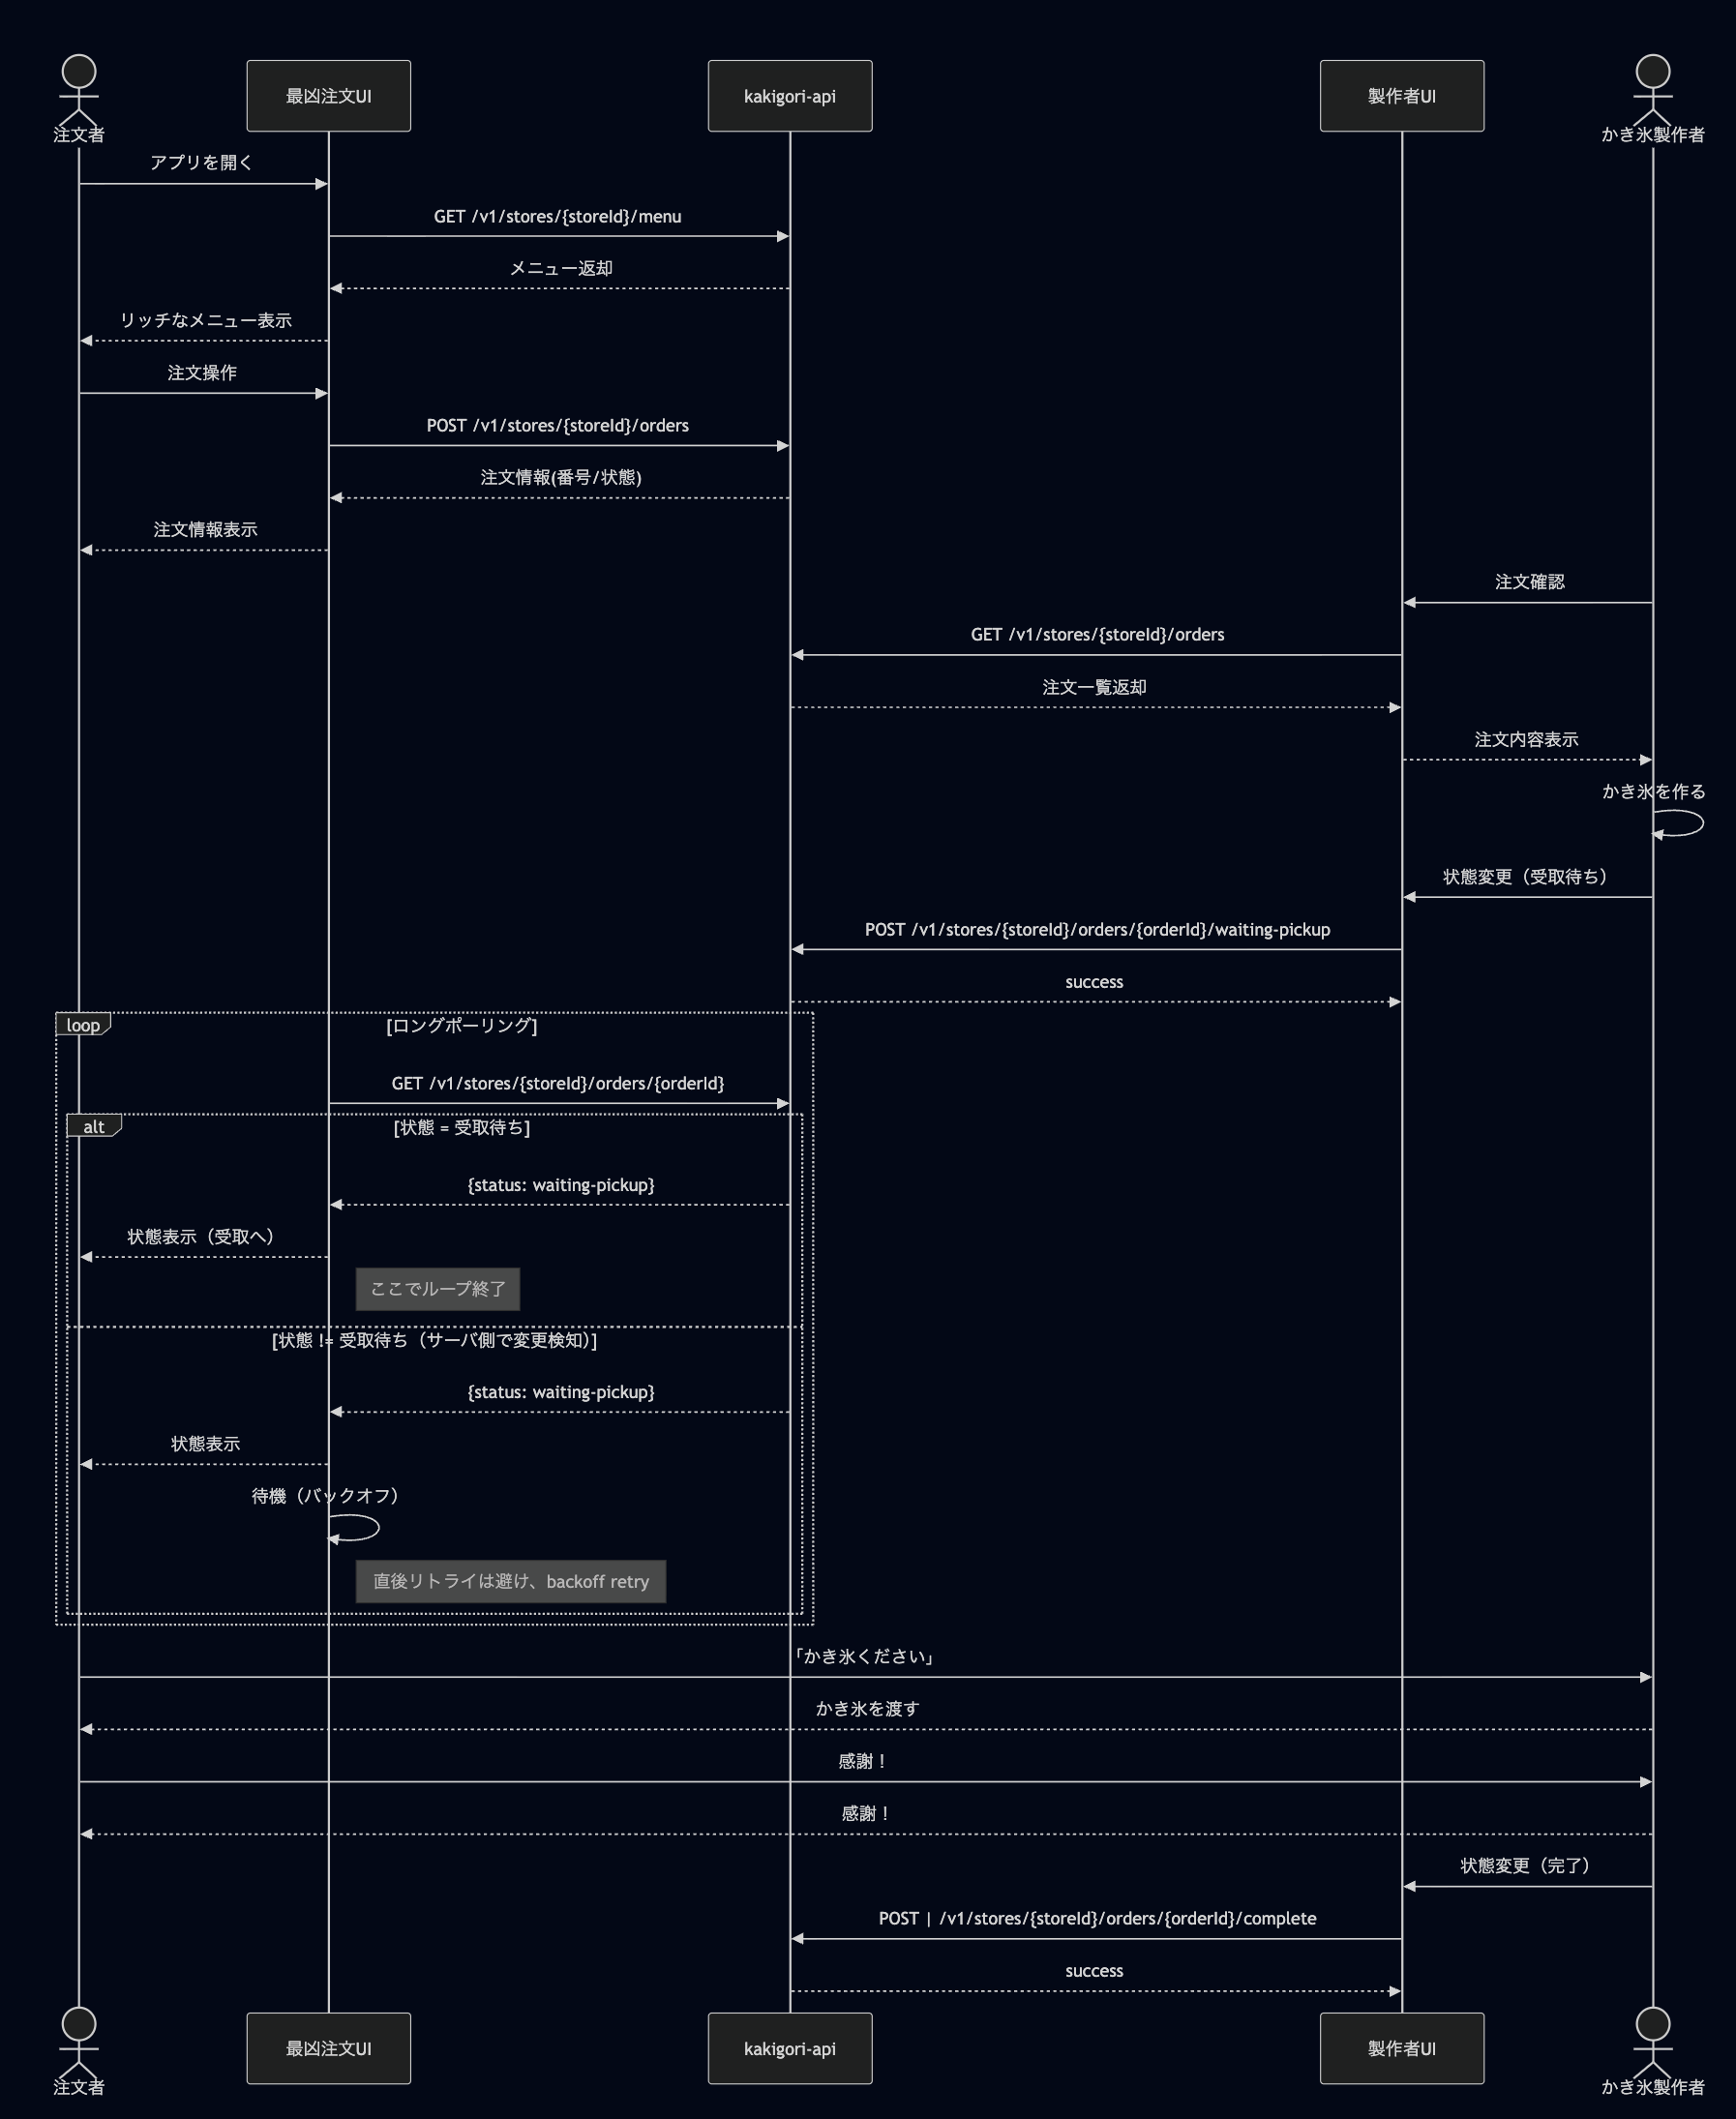 注文者
最凶注文UI
kakigori-api
製作者UI
かき氷製作者
アプリを開く
GET /v1/stores/{storeId}/menu
メニュー返却
リッチなメニュー表示
注文操作
POST /v1/stores/{storeId}/orders
注文情報(番号/状態)
注文情報表示
注文確認
GET /v1/stores/{storeId}/orders
注文一覧返却
注文内容表示
かき氷を作る
状態変更（受取待ち）
POST /v1/stores/{storeId}/orders/{orderId}/waiting-pickup
success
loop
[ロングポーリング]
GET /v1/stores/{storeId}/orders/{orderId}
alt
[状態 = 受取待ち]
{status: waiting-pickup}
状態表示（受取へ）
ここでループ終了
[状態 != 受取待ち（サーバ側で変更検知）]
{status: waiting-pickup}
状態表示
待機（バックオフ）
直後リトライは避け、backoff retry
「かき氷ください」
かき氷を渡す
感謝！
感謝！
状態変更（完了）
POST | /v1/stores/{storeId}/orders/{orderId}/complete
success
注文者
最凶注文UI
kakigori-api
製作者UI
かき氷製作者